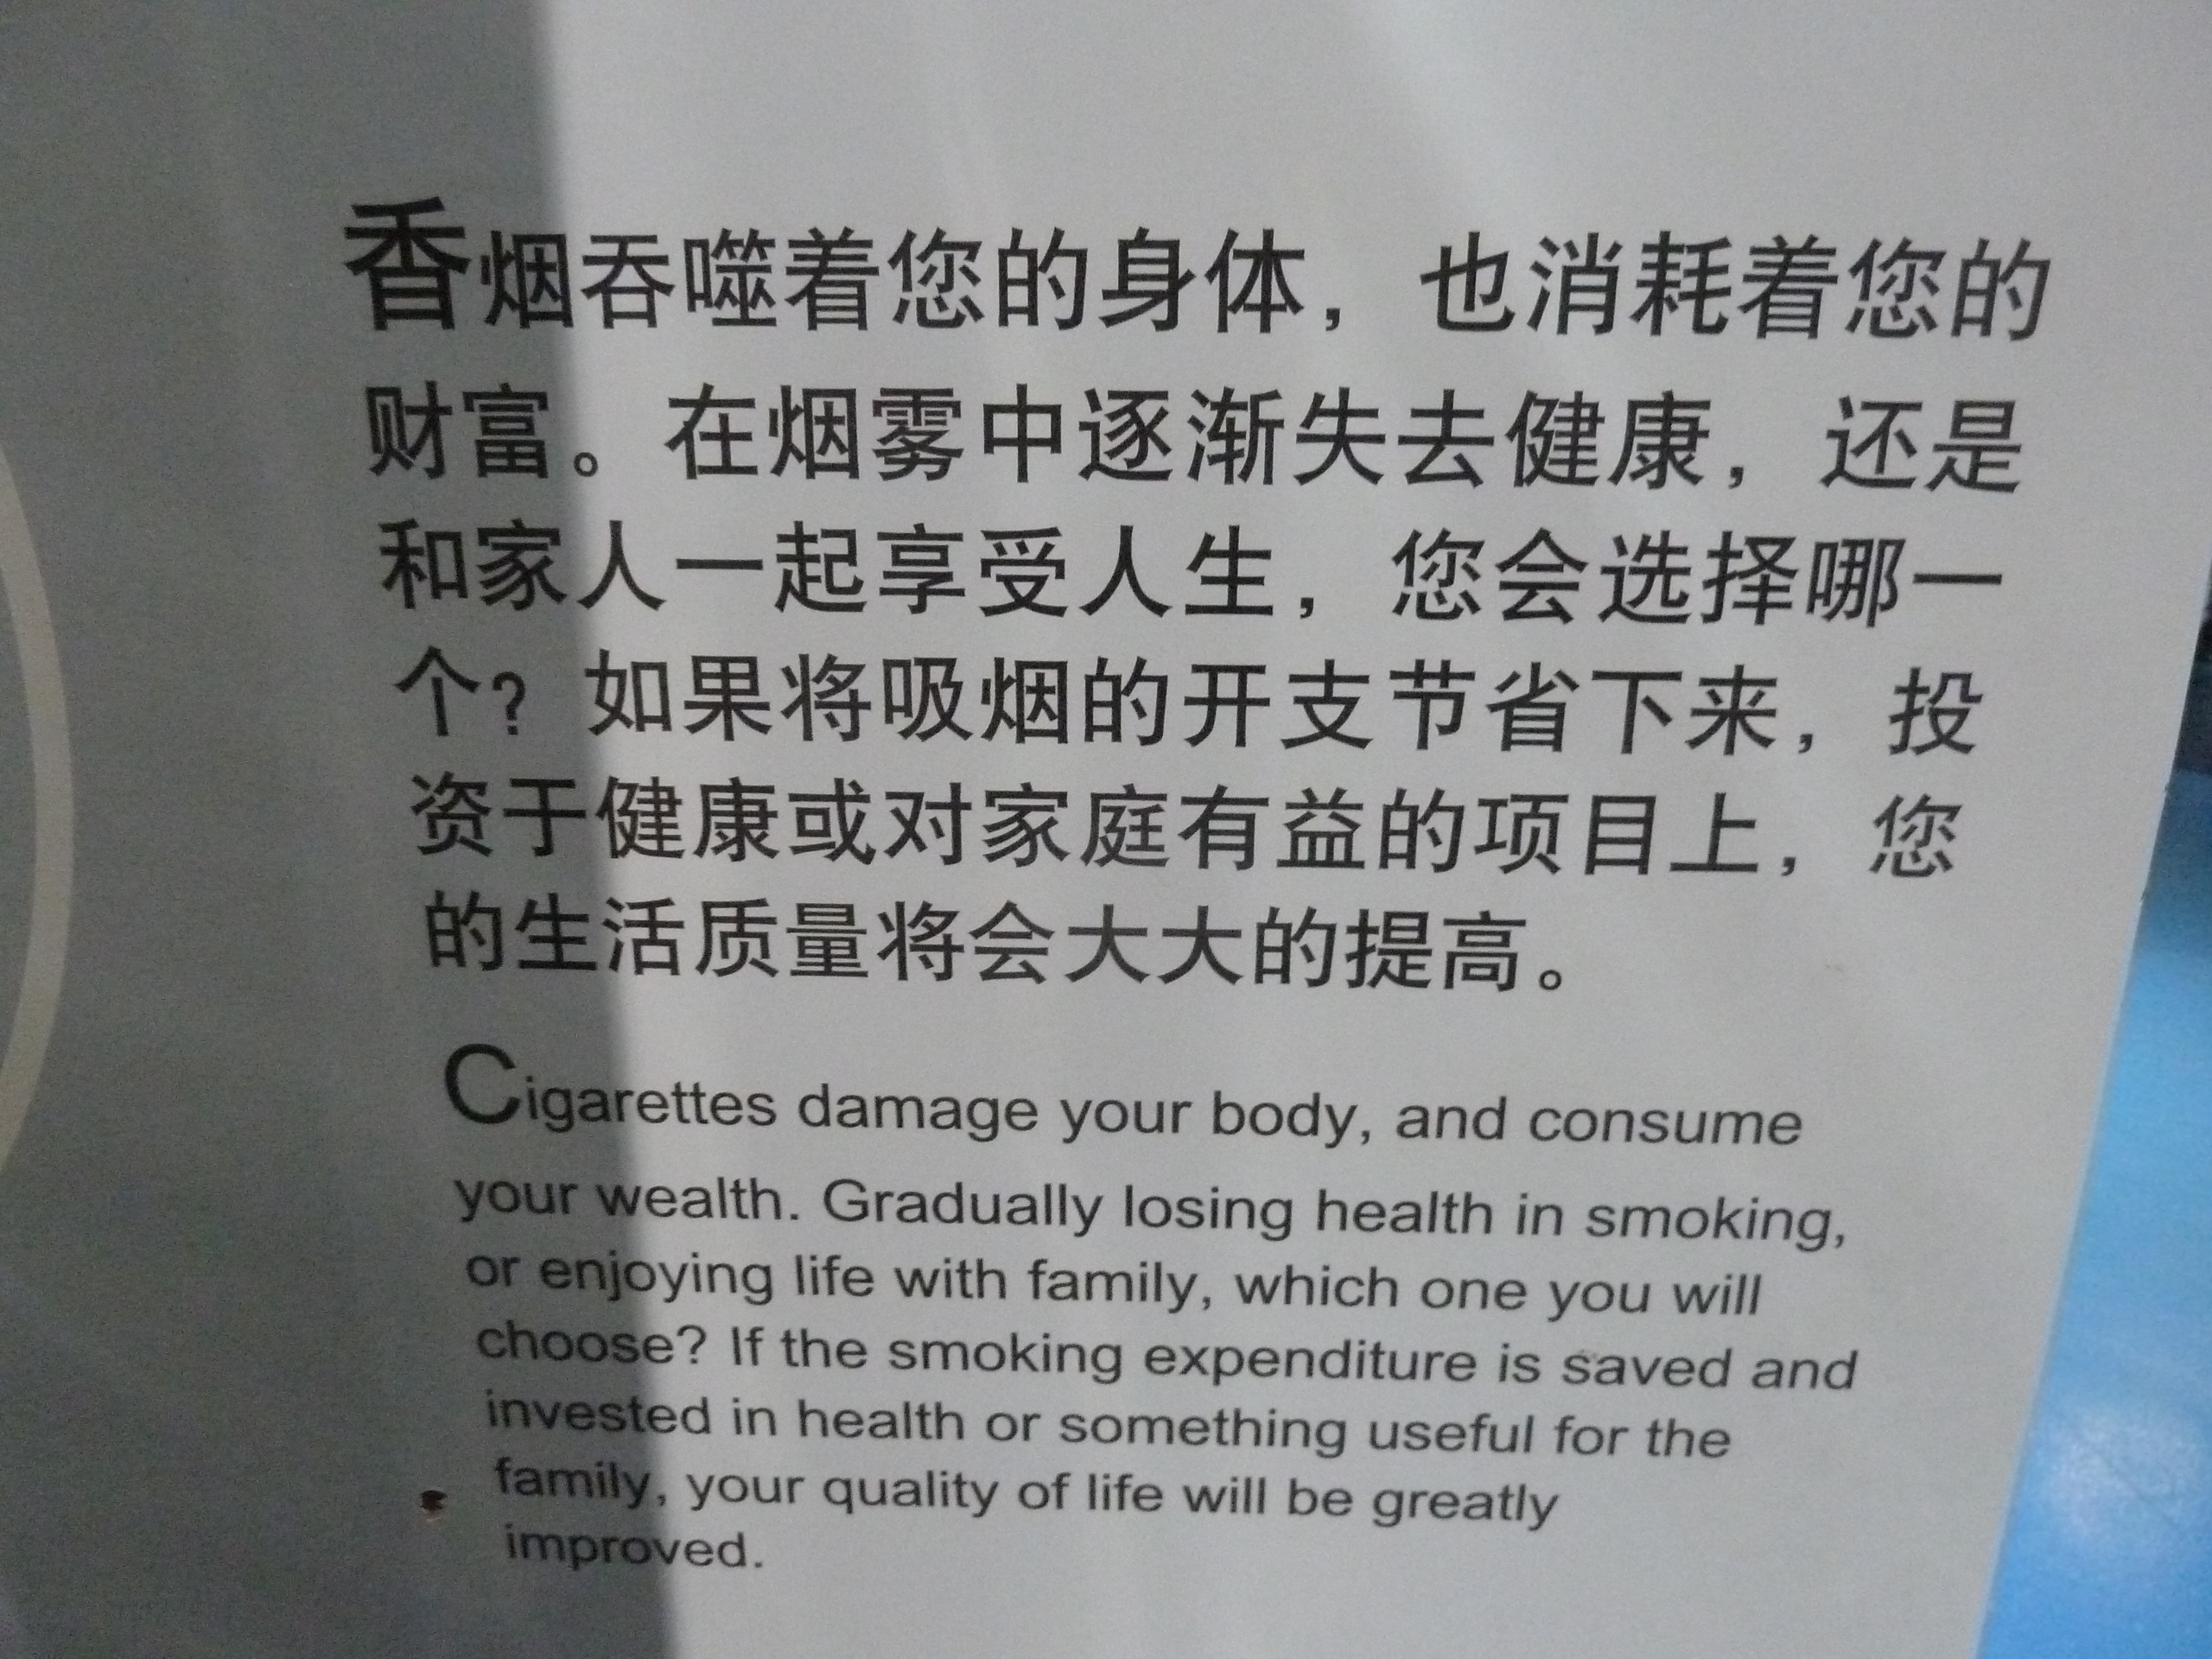 香烟吞噬着您的身体，也消耗着您的
财富。在烟雾中逐渐失去健康，还是
和家人一起享受人生，您会选择哪一
个？如果将吸烟的开支节省下来，投
资于健康或对家庭有益的项目上，您
的生活质量将会大大的提高。
Cigarettes damage your body, and consume
your wealth. Gradually losing health in smoking,
or enjoying life with family, which one you will
choose? If the smoking expenditure is saved and
invested in health or something useful for the
family, your quality of life will be greatly
improved.